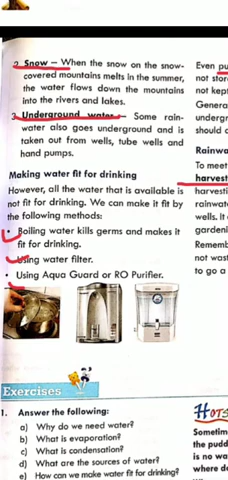 2. Snow – When the snow on the snow-
covered mountains melts in the summer,
the water flows down the mountains
into the rivers and lakes.
3. Underground water – Some rain-
water also goes underground and is
taken out from wells, tube wells and
hand pumps.
Making water fit for drinking
However, all the water that is available is
not fit for drinking. We can make it fit by
the following methods:
• Boiling water kills germs and makes it
fit for drinking.
• Using water filter.
• Using Aqua Guard or RO Purifier.
Exercises
1. Answer the following:
a) Why do we need water?
b) What is evaporation?
c) What is condensation?
d) What are the sources of water?
e) How can we make water fit for drinking?
Even pu
not stor
not kept
Genera
undergr
should c
Rainwa
To meet
harvest
harvesti
rainwat
wells. It
gardeni
Rememb
not wast
to go a
HOTS
Sometim
the pudd
is no wa
where do